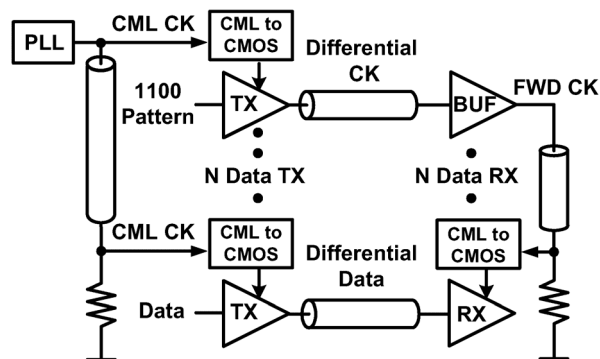 PLL
CML CK
CML to
CMOS
Differential
CK
1100
Pattern
TX
BUF
FWD CK
N Data TX
N Data RX
CML CK
CML to
CMOS
Differential
Data
CML to
CMOS
Data
TX
RX